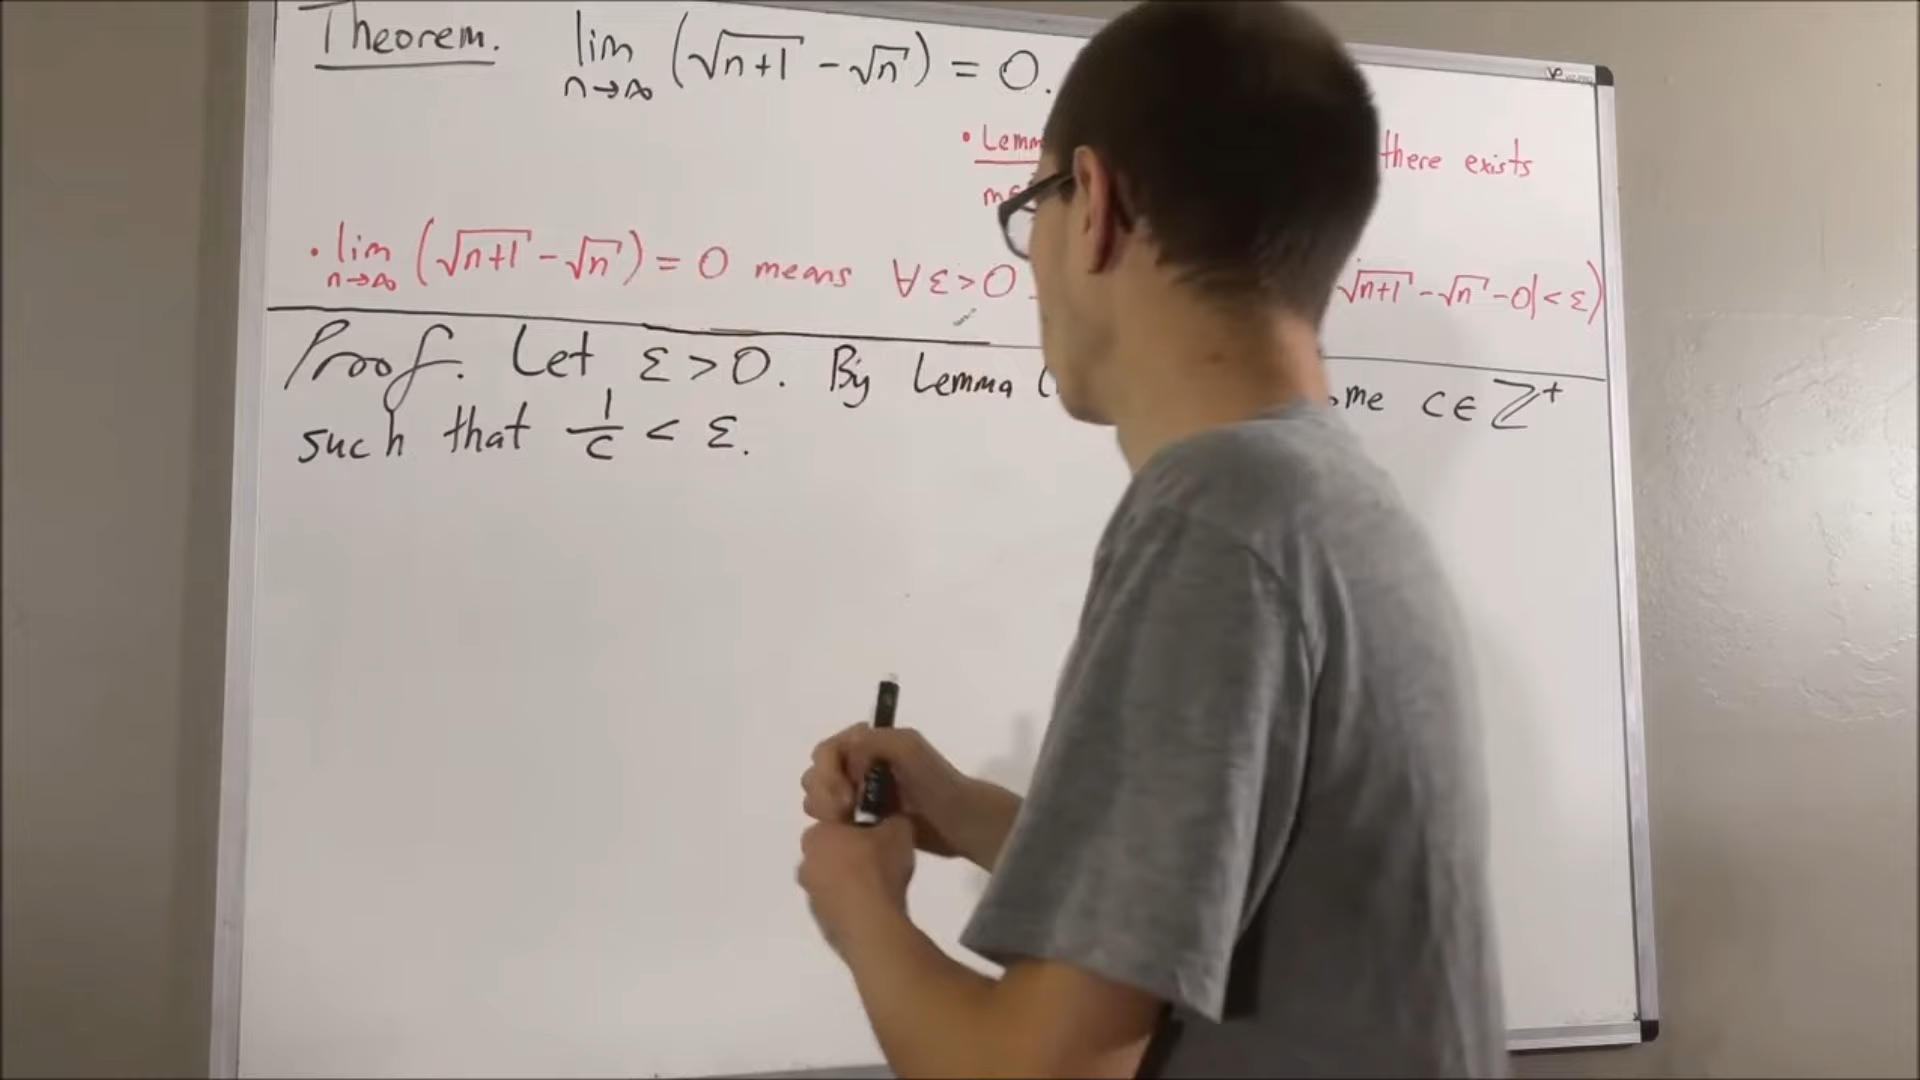 Theorem. lim n→∞ (√n+1 - √n) = 0.
• Lemm there exists
• lim n→∞ (√n+1 - √n) = 0 means ∀ε>0 √n+1 - √n - 0| < ε)
Proof. Let ε > 0. By Lemma me c ∈ ℤ+
such that 1/c < ε.